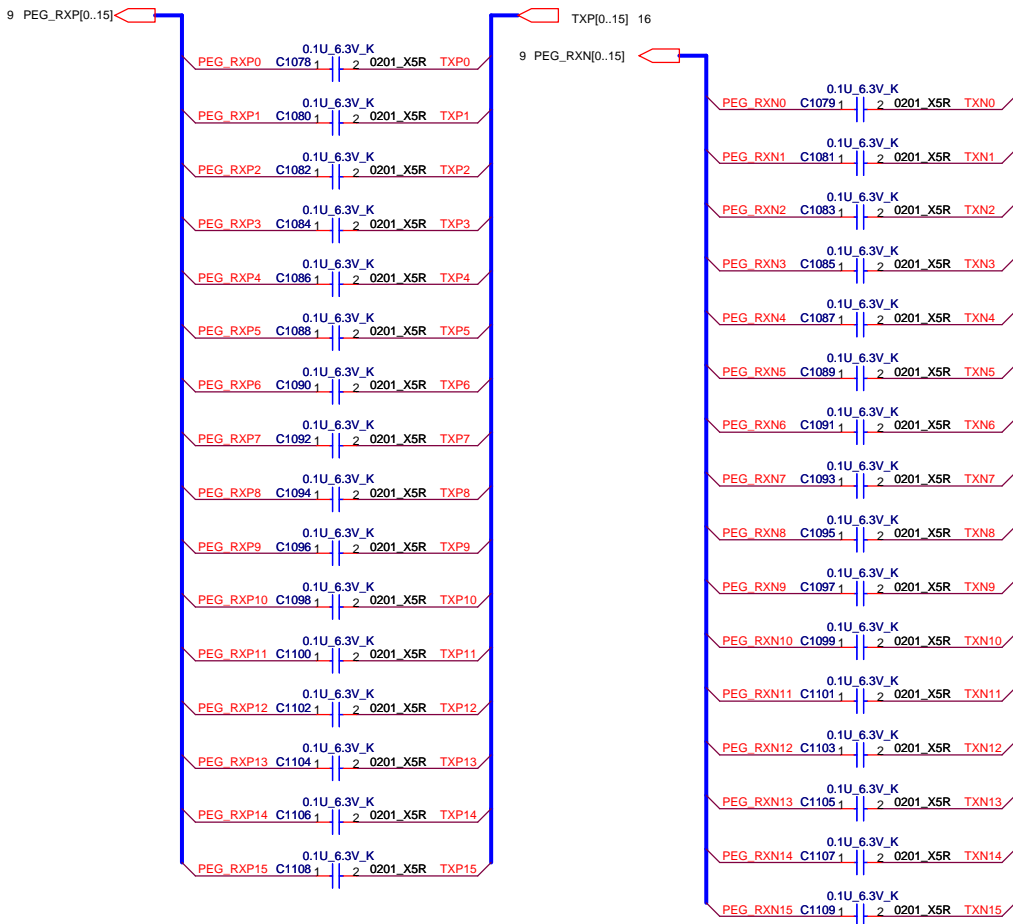 9 PEG_RXP[0..15]
TXP[0..15] 16
0.1U_6.3V_K
PEG_RXP0 C1078 1 2 0201_X5R TXP0
0.1U_6.3V_K
PEG_RXP1 C1080 1 2 0201_X5R TXP1
0.1U_6.3V_K
PEG_RXP2 C1082 1 2 0201_X5R TXP2
0.1U_6.3V_K
PEG_RXP3 C1084 1 2 0201_X5R TXP3
0.1U_6.3V_K
PEG_RXP4 C1086 1 2 0201_X5R TXP4
0.1U_6.3V_K
PEG_RXP5 C1088 1 2 0201_X5R TXP5
0.1U_6.3V_K
PEG_RXP6 C1090 1 2 0201_X5R TXP6
0.1U_6.3V_K
PEG_RXP7 C1092 1 2 0201_X5R TXP7
0.1U_6.3V_K
PEG_RXP8 C1094 1 2 0201_X5R TXP8
0.1U_6.3V_K
PEG_RXP9 C1096 1 2 0201_X5R TXP9
0.1U_6.3V_K
PEG_RXP10 C1098 1 2 0201_X5R TXP10
0.1U_6.3V_K
PEG_RXP11 C1100 1 2 0201_X5R TXP11
0.1U_6.3V_K
PEG_RXP12 C1102 1 2 0201_X5R TXP12
0.1U_6.3V_K
PEG_RXP13 C1104 1 2 0201_X5R TXP13
0.1U_6.3V_K
PEG_RXP14 C1106 1 2 0201_X5R TXP14
0.1U_6.3V_K
PEG_RXP15 C1108 1 2 0201_X5R TXP15
9 PEG_RXN[0..15]
0.1U_6.3V_K
PEG_RXN0 C1079 1 2 0201_X5R TXN0
0.1U_6.3V_K
PEG_RXN1 C1081 1 2 0201_X5R TXN1
0.1U_6.3V_K
PEG_RXN2 C1083 1 2 0201_X5R TXN2
0.1U_6.3V_K
PEG_RXN3 C1085 1 2 0201_X5R TXN3
0.1U_6.3V_K
PEG_RXN4 C1087 1 2 0201_X5R TXN4
0.1U_6.3V_K
PEG_RXN5 C1089 1 2 0201_X5R TXN5
0.1U_6.3V_K
PEG_RXN6 C1091 1 2 0201_X5R TXN6
0.1U_6.3V_K
PEG_RXN7 C1093 1 2 0201_X5R TXN7
0.1U_6.3V_K
PEG_RXN8 C1095 1 2 0201_X5R TXN8
0.1U_6.3V_K
PEG_RXN9 C1097 1 2 0201_X5R TXN9
0.1U_6.3V_K
PEG_RXN10 C1099 1 2 0201_X5R TXN10
0.1U_6.3V_K
PEG_RXN11 C1101 1 2 0201_X5R TXN11
0.1U_6.3V_K
PEG_RXN12 C1103 1 2 0201_X5R TXN12
0.1U_6.3V_K
PEG_RXN13 C1105 1 2 0201_X5R TXN13
0.1U_6.3V_K
PEG_RXN14 C1107 1 2 0201_X5R TXN14
0.1U_6.3V_K
PEG_RXN15 C1109 1 2 0201_X5R TXN15